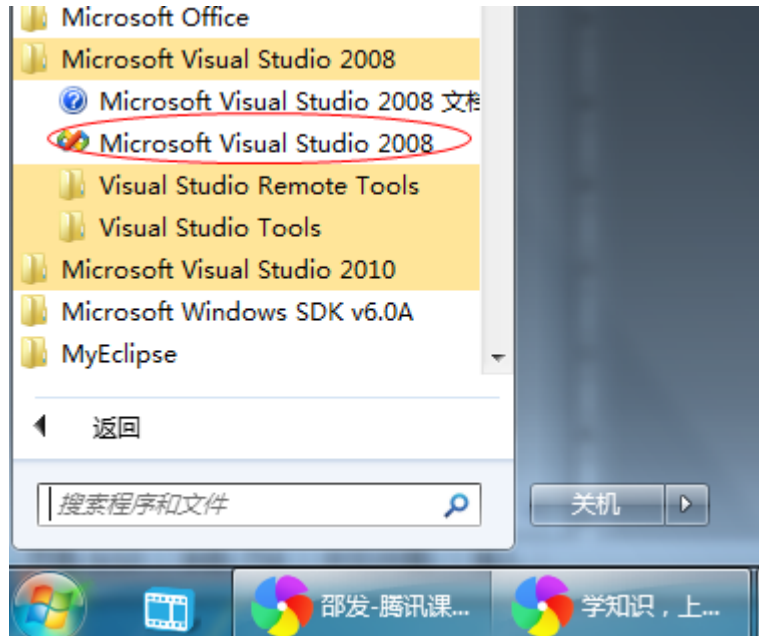 Microsoft Office
Microsoft Visual Studio 2008
Microsoft Visual Studio 2008 文档
Microsoft Visual Studio 2008
Visual Studio Remote Tools
Visual Studio Tools
Microsoft Visual Studio 2010
Microsoft Windows SDK v6.0A
MyEclipse
返回
搜索程序和文件
关机
邵发-腾讯课...
学知识，上...